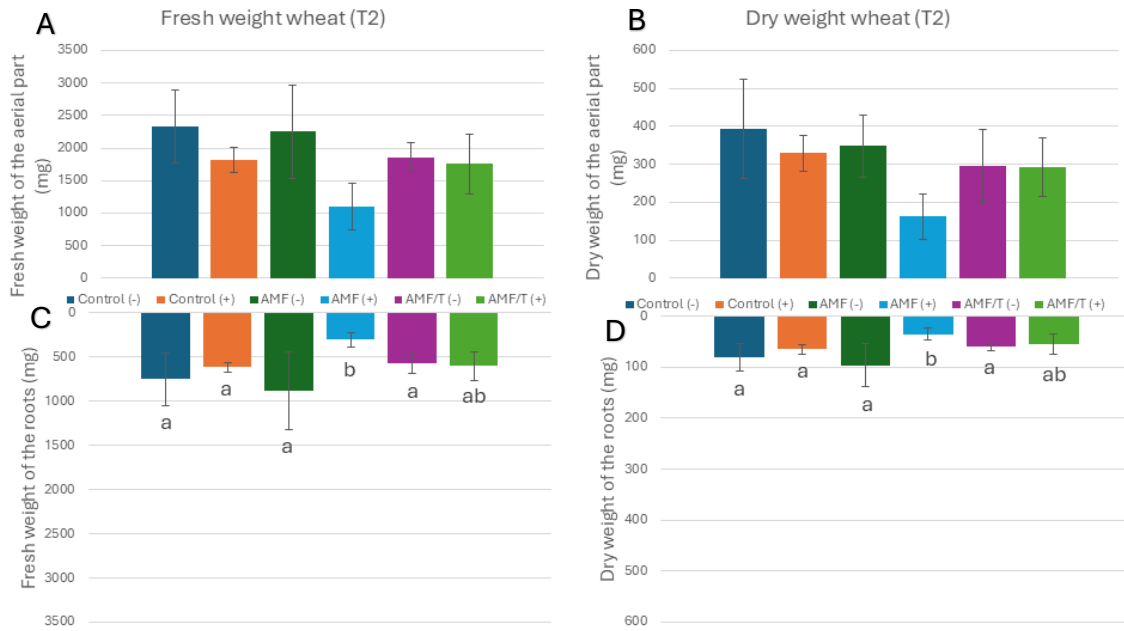 A
Fresh weight wheat (T2)
Fresh weight of the aerial part
(mg)
3500
3000
2500
2000
1500
1000
500
0
B
Dry weight wheat (T2)
Dry weight of the aerial part
(mg)
600
500
400
300
200
100
0
Control (-) Control (+) AMF (-) AMF (+) AMF/T (-) AMF/T (+)
Control (-) Control (+) AMF (-) AMF (+) AMF/T (-) AMF/T (+)
C
Fresh weight of the roots (mg)
0
500
1000
1500
2000
2500
3000
3500
a
a
a
b
a
ab
D
Dry weight of the roots (mg)
0
100
200
300
400
500
600
a
a
a
b
a
ab